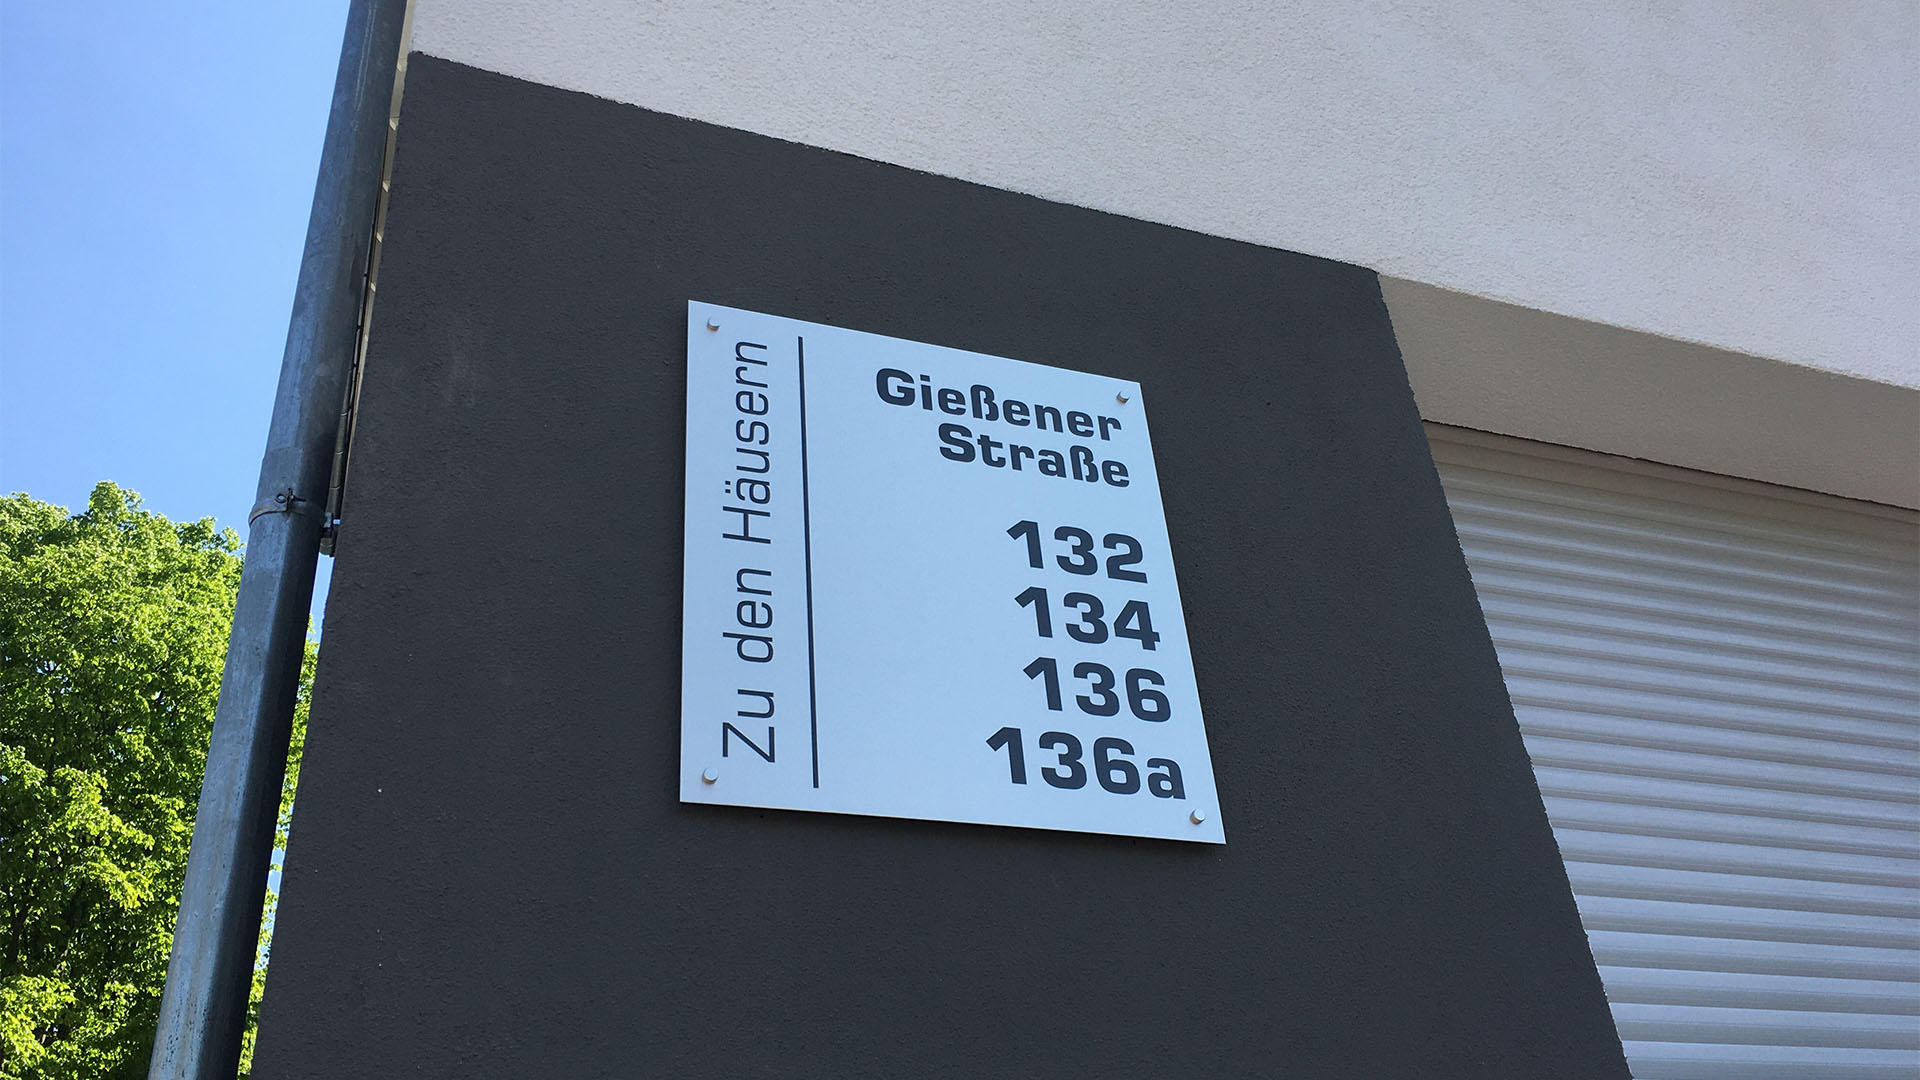 Zu den Häusern
Gießener
Straße
132
134
136
136a